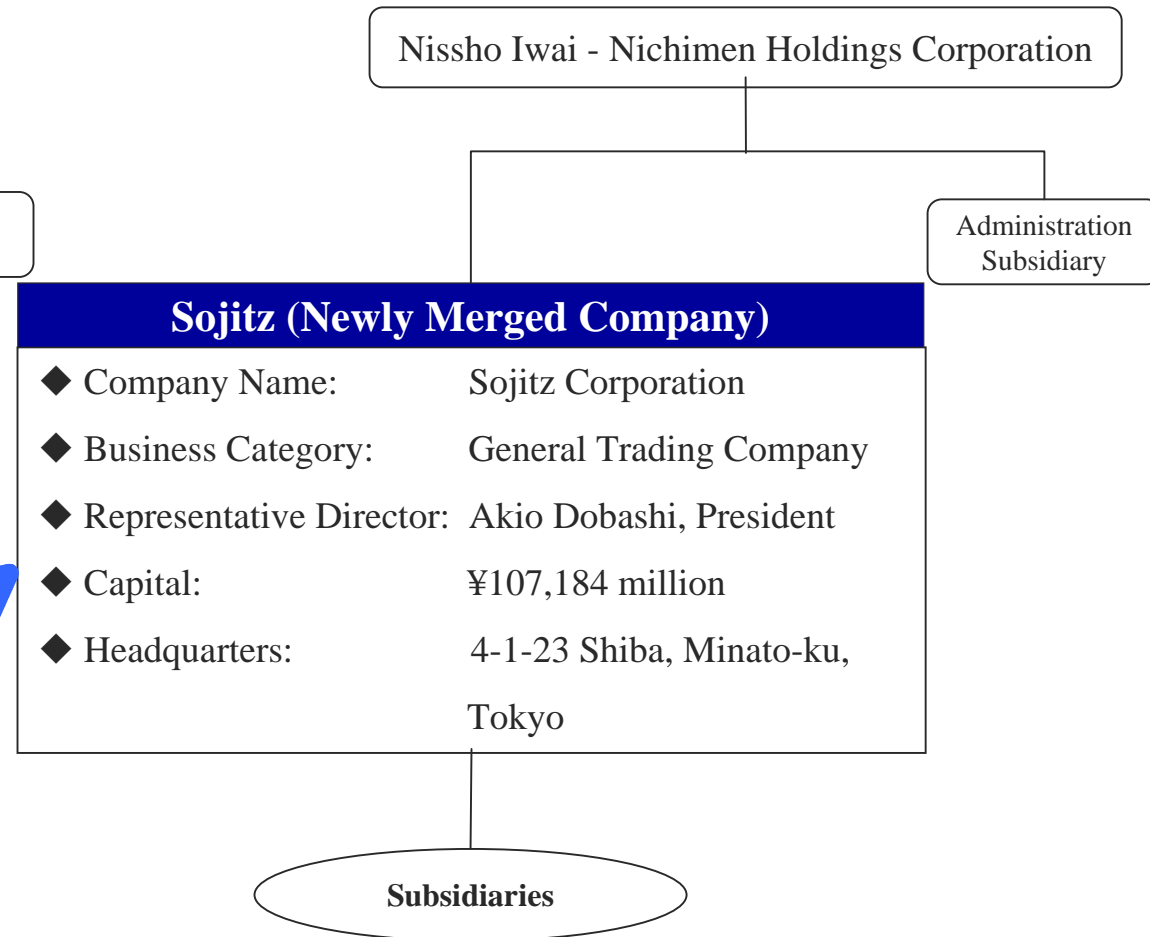 Nissho Iwai - Nichimen Holdings Corporation
Administration
Subsidiary
Sojitz (Newly Merged Company)
◆ Company Name: Sojitz Corporation
◆ Business Category: General Trading Company
◆ Representative Director: Akio Dobashi, President
◆ Capital: ¥107,184 million
◆ Headquarters: 4-1-23 Shiba, Minato-ku,
Tokyo
Subsidiaries